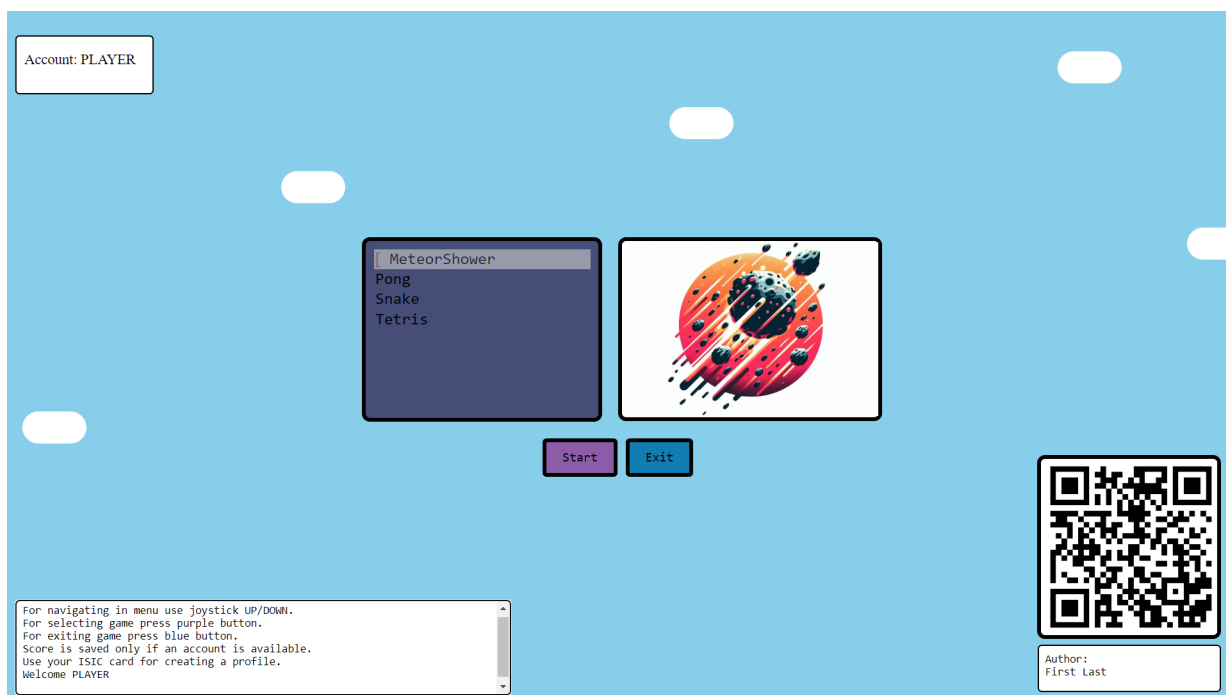 Account: PLAYER
[ MeteorShower
Pong
Snake
Tetris
Start
Exit
For navigating in menu use joystick UP/DOWN.
For selecting game press purple button.
For exiting game press blue button.
Score is saved only if an account is available.
Use your ISIC card for creating a profile.
Welcome PLAYER
Author:
First Last